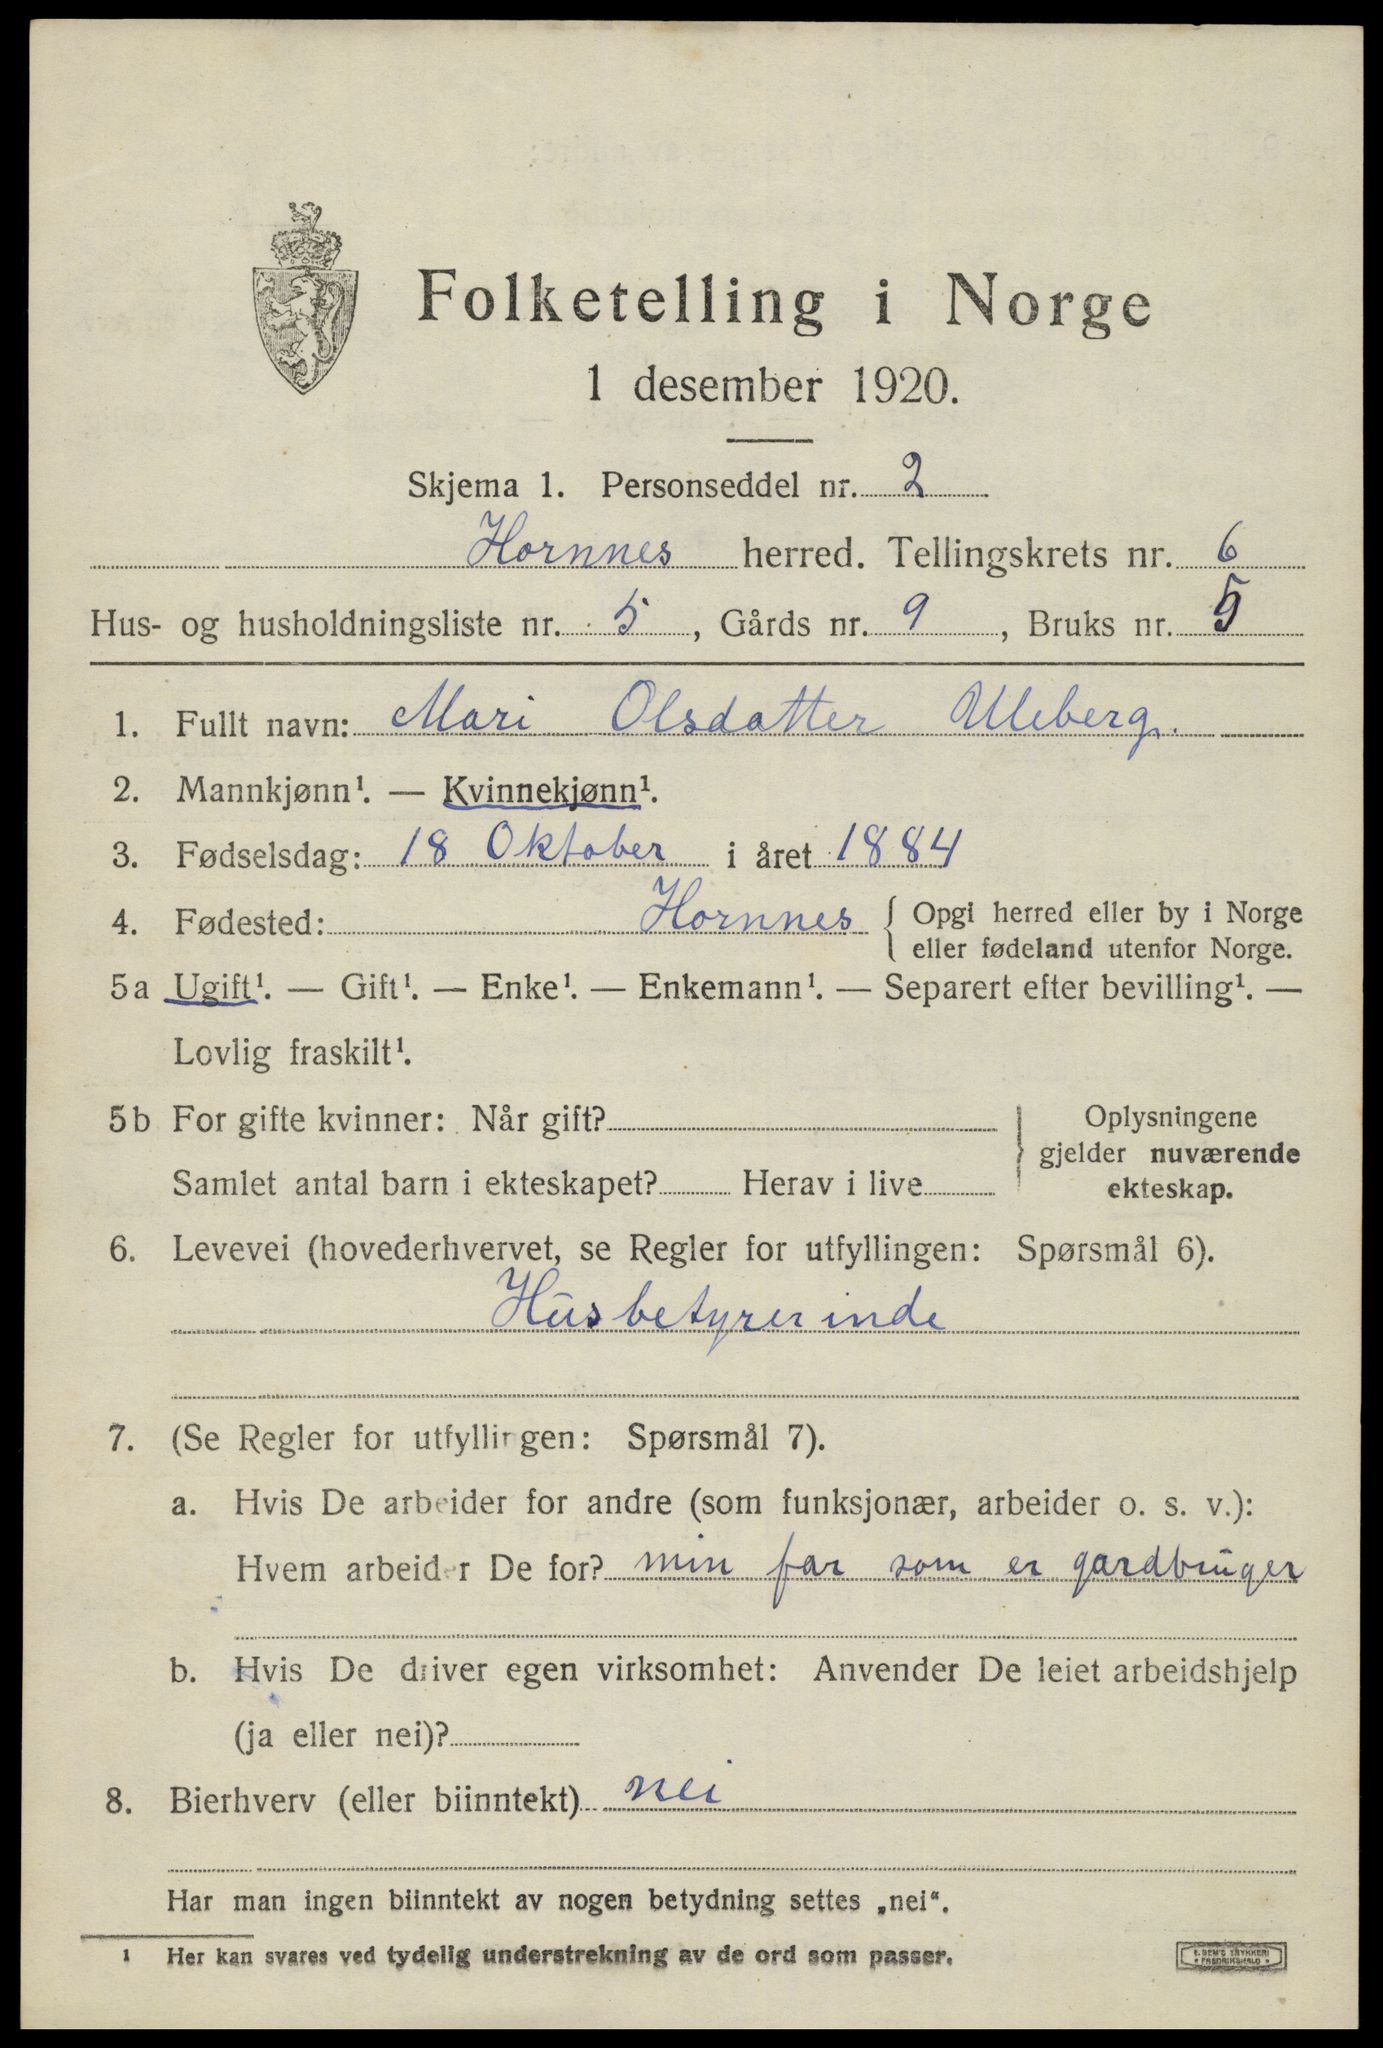 Folketelling i Norge
1 desember 1920.
Skjema 1. Personseddel nr. 2
Hornnes herred. Tellingskrets nr. 6
Hus- og husholdningsliste nr. 5, Gårds nr. 9, Bruks nr. 5
1. Fullt navn: Mari Olsdatter Uleberg.
2. Mannkjønn¹. — Kvinnekjønn¹.
3. Fødselsdag: 18 Oktober i året 1884
4. Fødested: Hornnes { Opgi herred eller by i Norge
eller fødeland utenfor Norge.
5a Ugift¹. — Gift¹. — Enke¹. — Enkemann¹. — Separert efter bevilling¹. —
Lovlig fraskilt¹.
5b For gifte kvinner: Når gift?
Samlet antal barn i ekteskapet? Herav i live
} Oplysningene
gjelder nuværende
ekteskap.
6. Levevei (hovederhvervet, se Regler for utfyllingen: Spørsmål 6).
Husbetyrerinde
7. (Se Regler for utfyllingen: Spørsmål 7).
a. Hvis De arbeider for andre (som funksjonær, arbeider o. s. v.):
Hvem arbeider De for? min far som er gardbruger
b. Hvis De driver egen virksomhet: Anvender De leiet arbeidshjelp
(ja eller nei)?
8. Bierhverv (eller biinntekt) nei
Har man ingen biinntekt av nogen betydning settes „nei“.
¹ Her kan svares ved tydelig understrekning av de ord som passer.
E. SEM'S TRYKKERI
FREDRIKSHALD